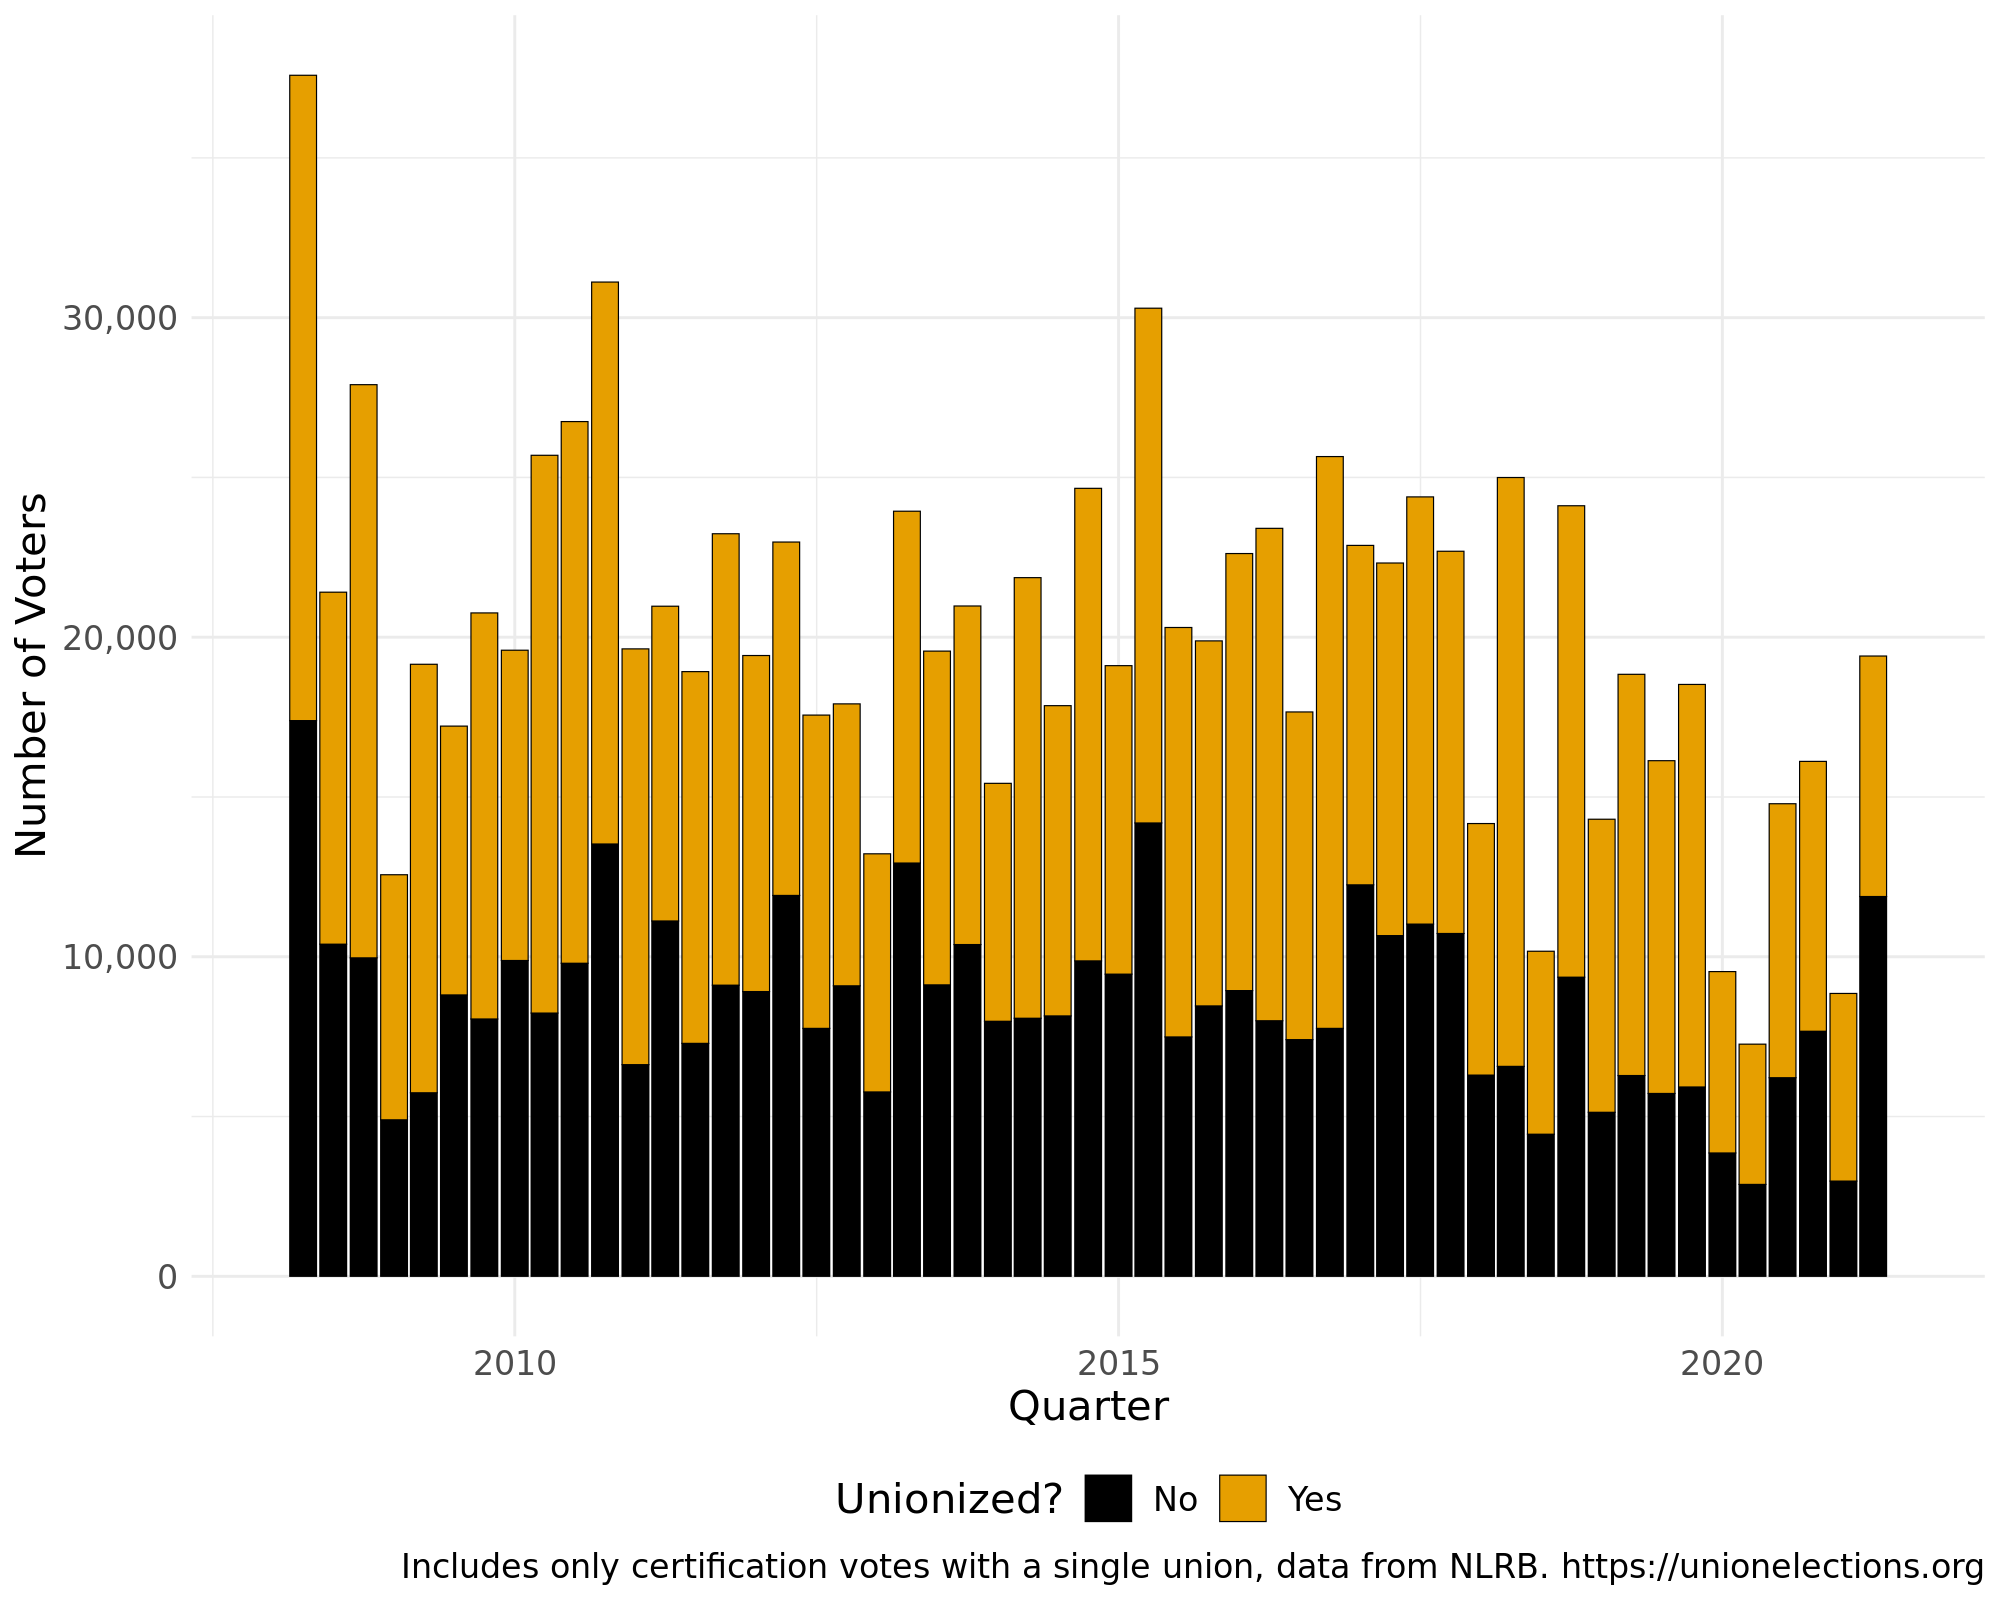 Number of Voters
30,000
20,000
10,000
0
2010 2015 2020
Quarter
Unionized? No Yes
Includes only certification votes with a single union, data from NLRB. https://unionelections.org